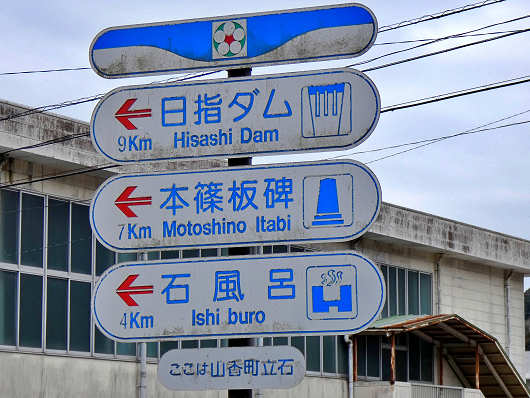 日指ダム
9Km Hisashi Dam
本篠板碑
7Km Motoshino Itabi
石風呂
4Km Ishi buro
ここは山香町立石